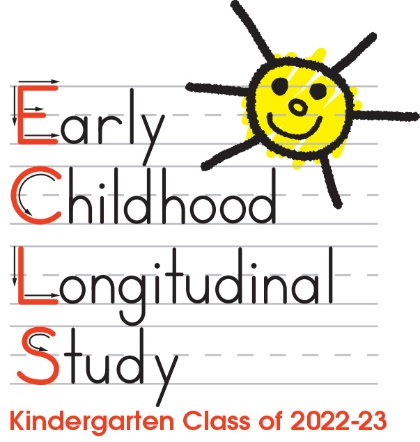 Early
Childhood
Longitudinal
Study
Kindergarten Class of 2022-23